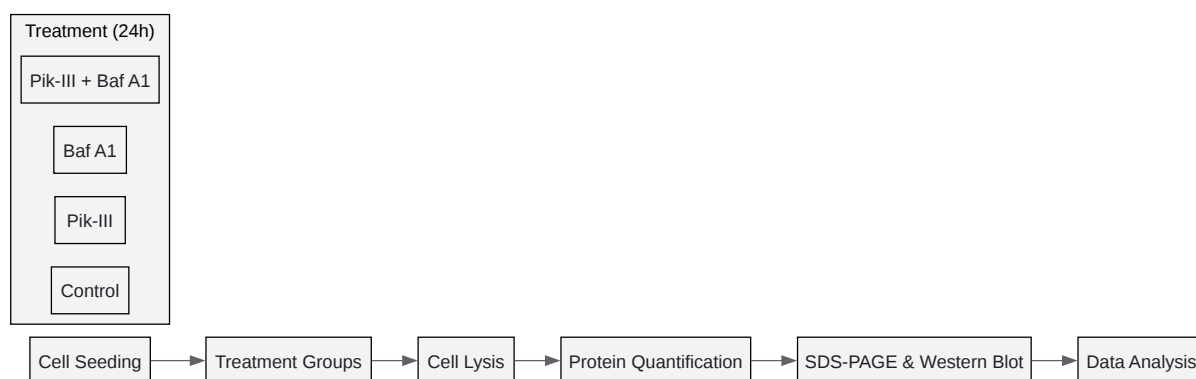 Treatment (24h)
Pik-III + Baf A1
Baf A1
Pik-III
Control
Cell Seeding
Treatment Groups
Cell Lysis
Protein Quantification
SDS-PAGE & Western Blot
Data Analysis